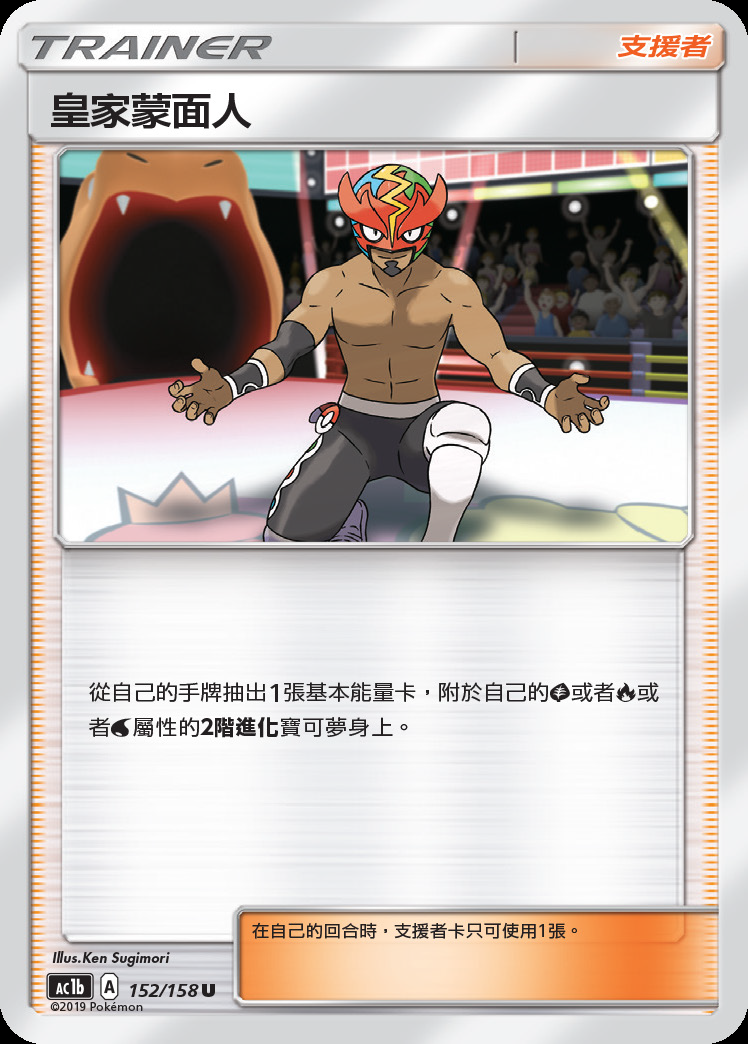 TRAINER
支援者
皇家蒙面人
從自己的手牌抽出1張基本能量卡,附於自己的或者或
者屬性的2階進化寶可夢身上。
在自己的回合時,支援者卡只可使用1張。
Illus.Ken Sugimori
AC1b A 152/158 U
©2019 Pokémon